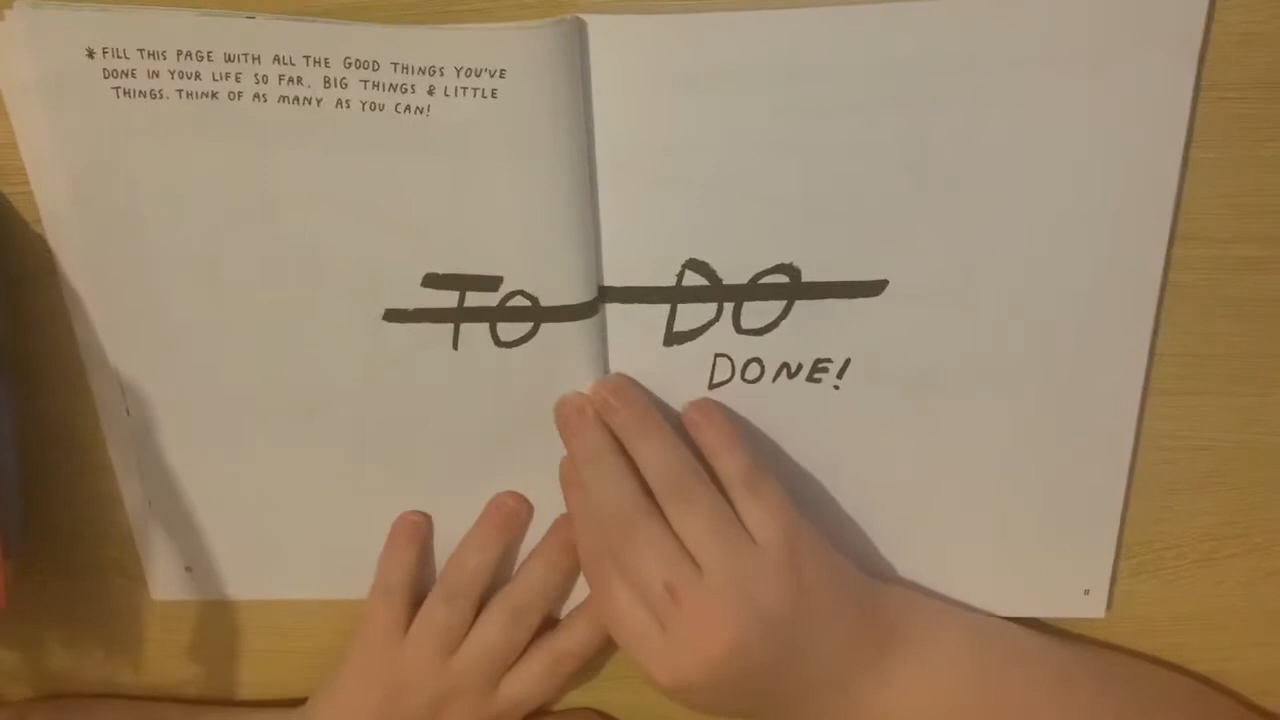 * FILL THIS PAGE WITH ALL THE GOOD THINGS YOU'VE
DONE IN YOUR LIFE SO FAR. BIG THINGS & LITTLE
THINGS. THINK OF AS MANY AS YOU CAN!
TO DO
DONE!